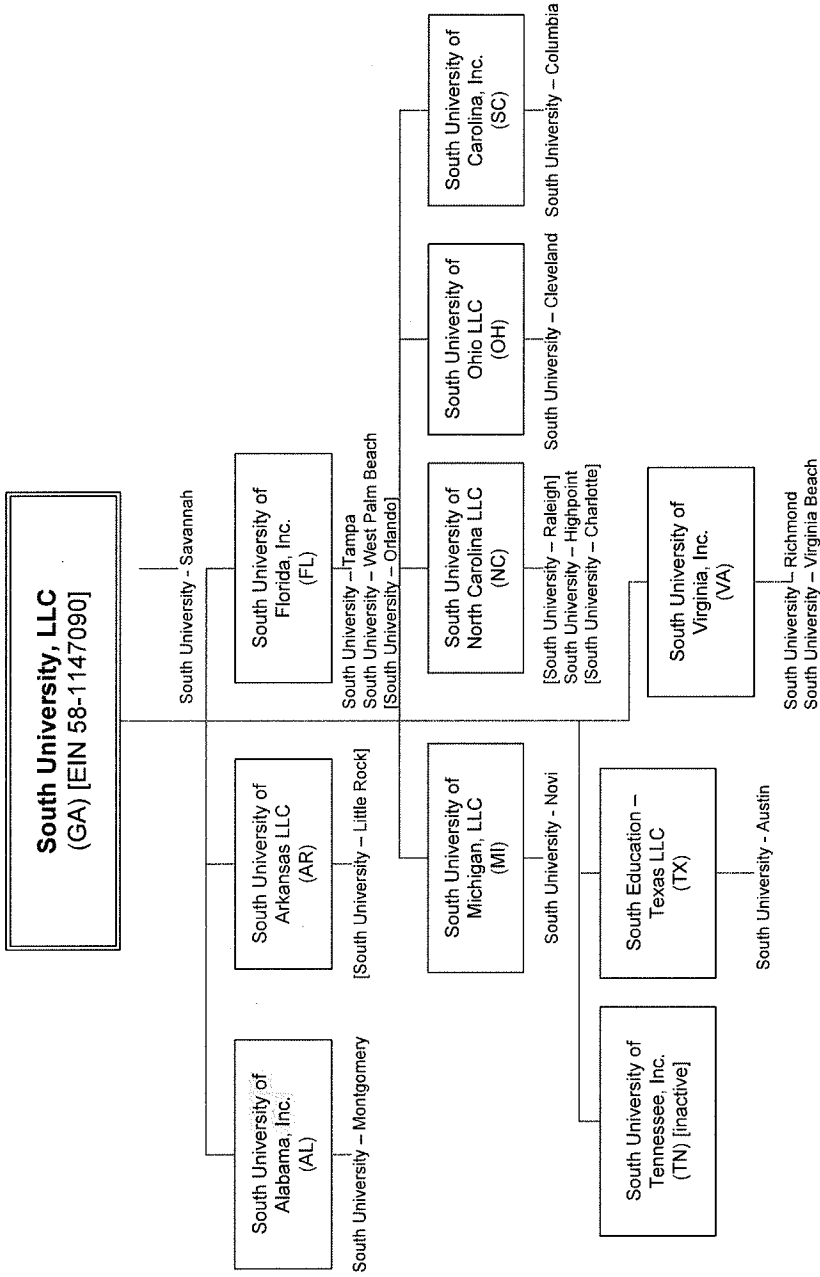 South University, LLC
(GA) [EIN 58-1147090]
South University - Savannah
South University of
Alabama, Inc.
(AL)
South University – Montgomery
South University of
Arkansas LLC
(AR)
[South University – Little Rock]
South University of
Florida, Inc.
(FL)
South University – Tampa
South University – West Palm Beach
[South University – Orlando]
South University of
Michigan, LLC
(MI)
South University - Novi
South University of
North Carolina LLC
(NC)
[South University – Raleigh]
South University – Highpoint
[South University – Charlotte]
South University of
Ohio LLC
(OH)
South University – Cleveland
South University of
Carolina, Inc.
(SC)
South University – Columbia
South University of
Tennessee, Inc.
(TN) [inactive]
South Education –
Texas LLC
(TX)
South University - Austin
South University of
Virginia, Inc.
(VA)
South University – Richmond
South University – Virginia Beach